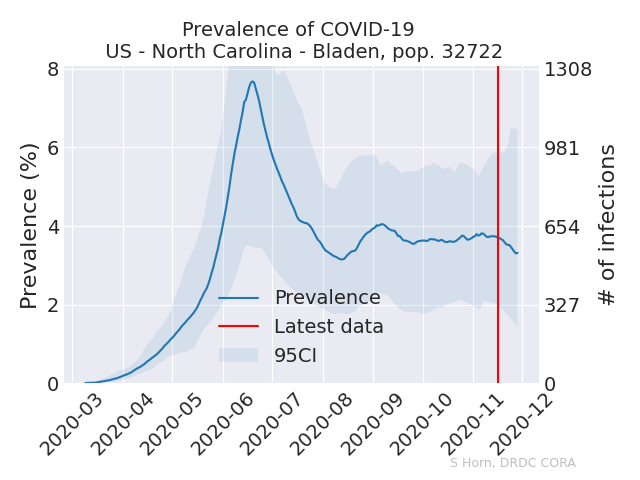 Prevalence of COVID-19
US - North Carolina - Bladen, pop. 32722
8
6
4
2
0
Prevalence (%)
1308
981
654
327
0
# of infections
Prevalence
Latest data
95CI
2020-03
2020-04
2020-05
2020-06
2020-07
2020-08
2020-09
2020-10
2020-11
2020-12
S Horn, DRDC CORA